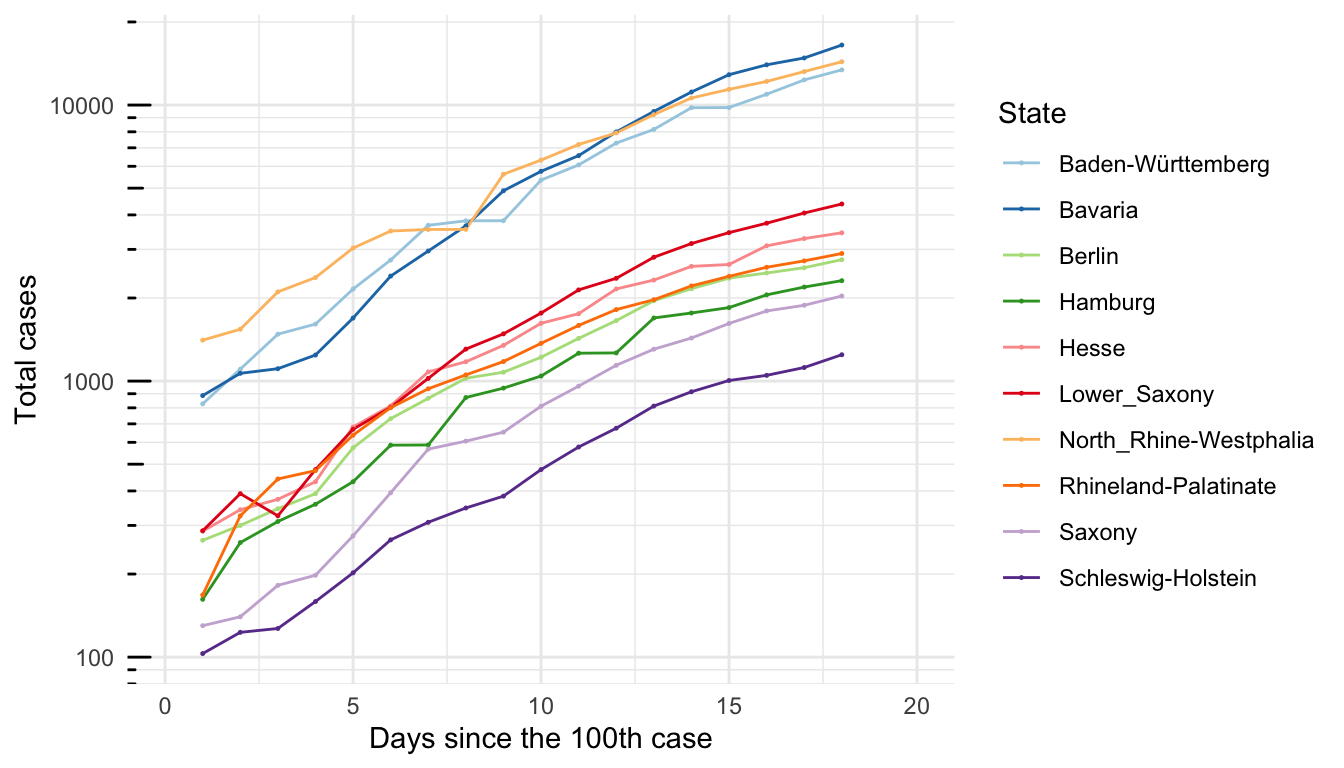 10000
1000
100
Total cases
0 5 10 15 20
Days since the 100th case
State
Baden-Württemberg
Bavaria
Berlin
Hamburg
Hesse
Lower_Saxony
North_Rhine-Westphalia
Rhineland-Palatinate
Saxony
Schleswig-Holstein